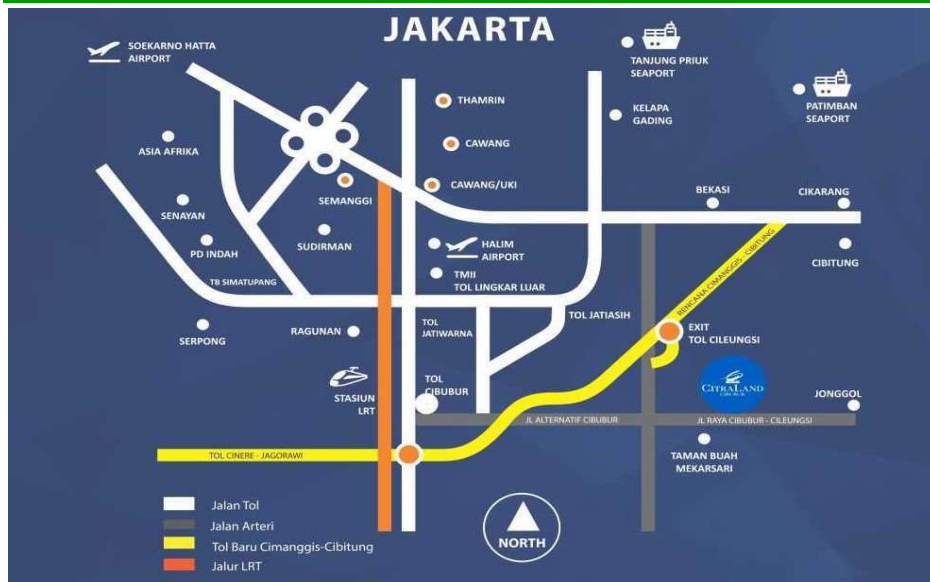 JAKARTA
SOEKARNO HATTA
AIRPORT
TANJUNG PRIUK
SEAPORT
PATIMBAN
SEAPORT
THAMRIN
KELAPA
GADING
CAWANG
ASIA AFRIKA
CAWANG/UKI
SEMANGGI
BEKASI
CIKARANG
SENAYAN
SUDIRMAN
PD INDAH
HALIM
AIRPORT
CIBITUNG
TB SIMATUPANG
TMII
TOL LINGKAR LUAR
RENCANA CIMANGGIS - CIBITUNG
TOL JATIASIH
TOL
JATIWARNA
SERPONG
RAGUNAN
EXIT
TOL CILEUNGSI
STASIUN
LRT
TOL
CIBUBUR
CITRALAND
CIBUBUR
JONGGOL
JL ALTERNATIF CIBUBUR
JL RAYA CIBUBUR - CILEUNGSI
TOL CINERE - JAGORAWI
TAMAN BUAH
MEKARSARI
Jalan Tol
Jalan Arteri
Tol Baru Cimanggis-Cibitung
Jalur LRT
NORTH